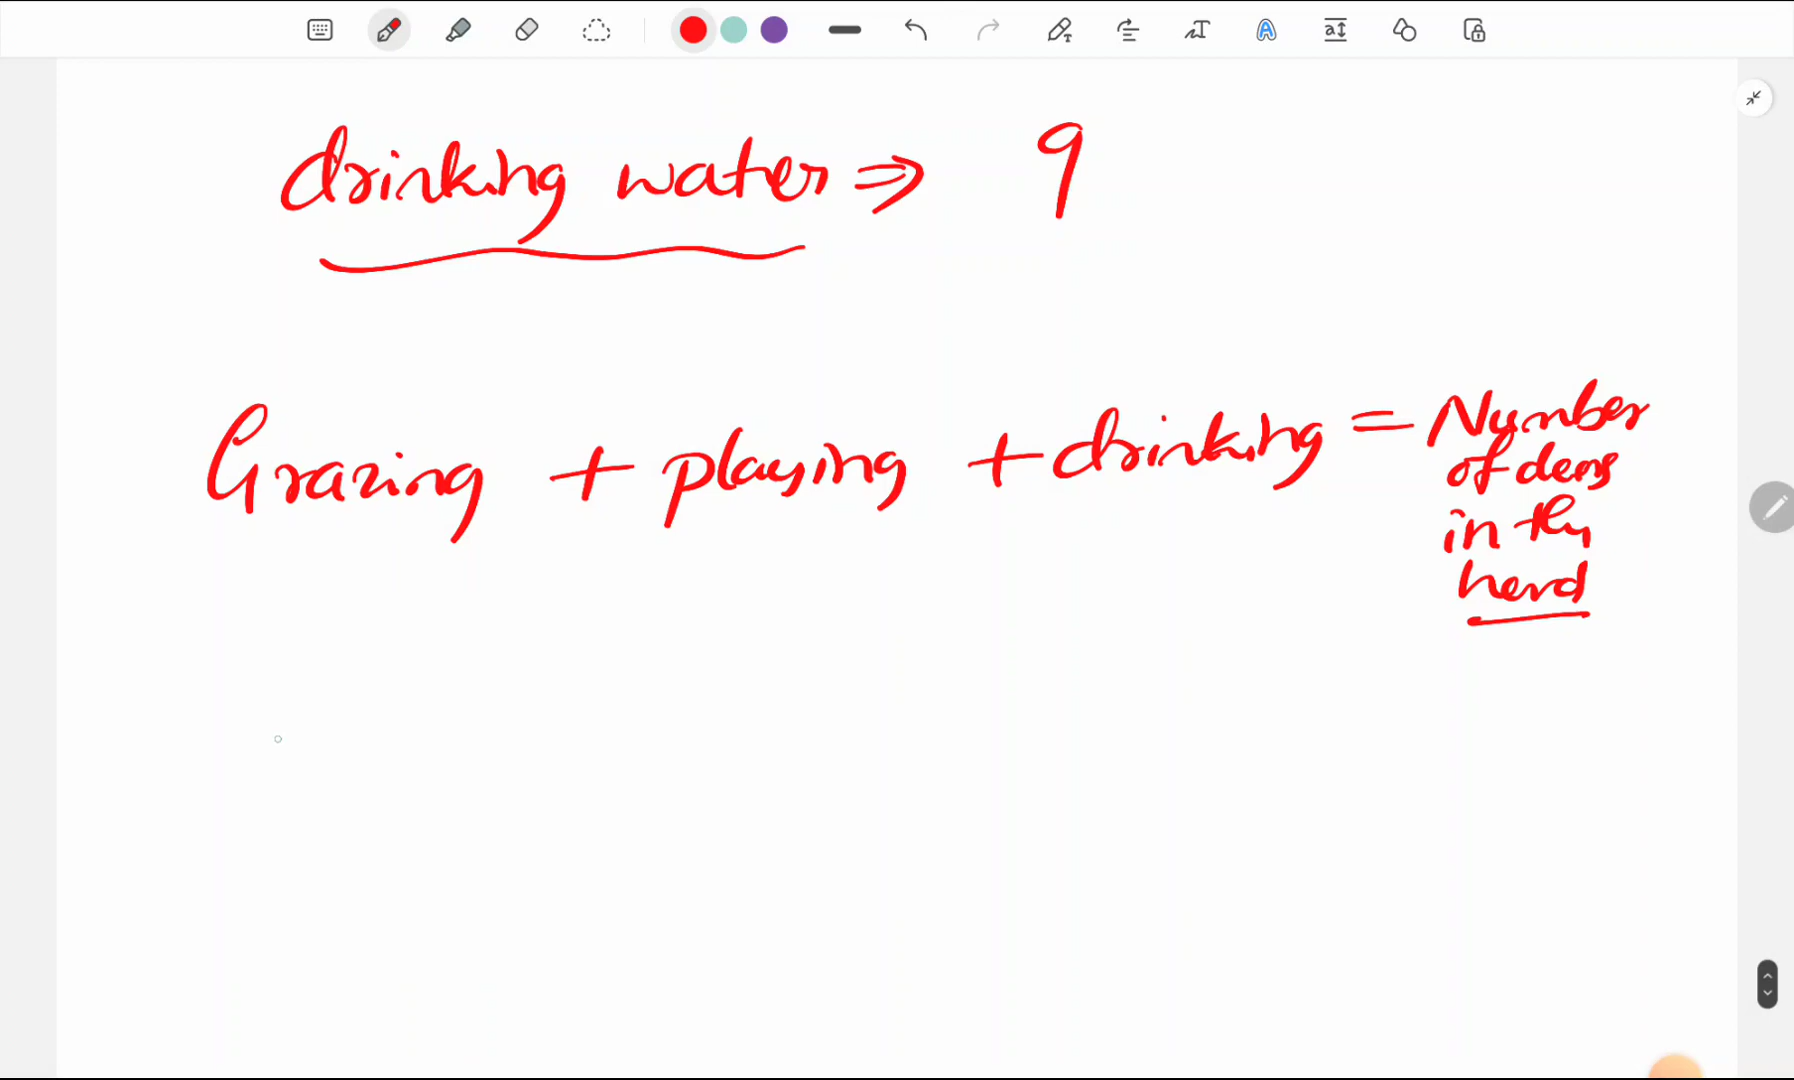 drinking water ⇒ 9
Grazing + playing + drinking = Number
of deers
in the
herd